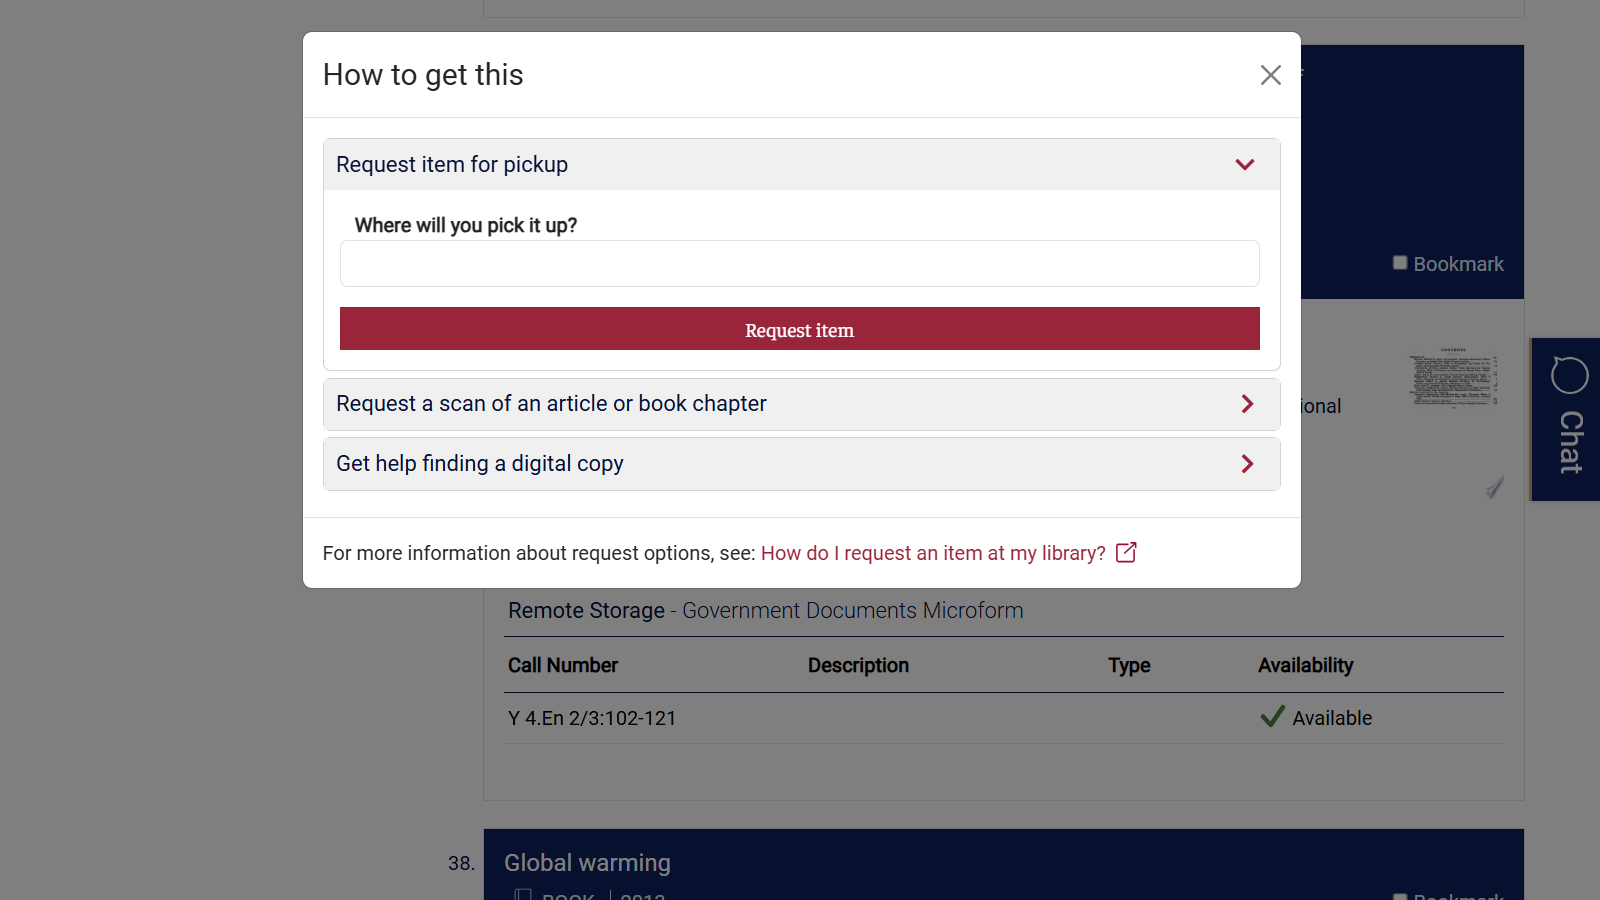 How to get this
Request item for pickup
Where will you pick it up?
Request item
Request a scan of an article or book chapter
Get help finding a digital copy
For more information about request options, see: How do I request an item at my library?
Bookmark
ional
Chat
CONTENTS
Remote Storage - Government Documents Microform
Call Number Description Type Availability
Y 4.En 2/3:102-121 Available
38. Global warming
BOOK 2012
Bookmark